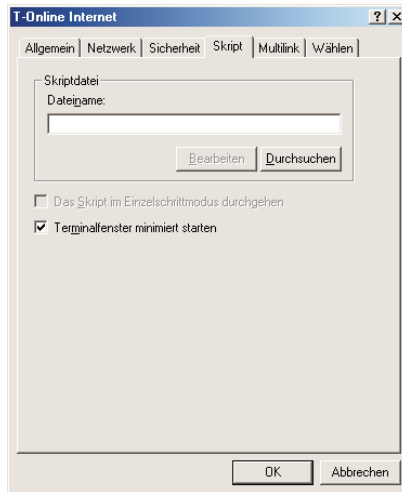 T-Online Internet
Allgemein Netzwerk Sicherheit Skript Multilink Wählen
Skriptdatei
Dateiname:
Bearbeiten Durchsuchen
Das Skript im Einzelschrittmodus durchgehen
Terminalfenster minimiert starten
OK Abbrechen